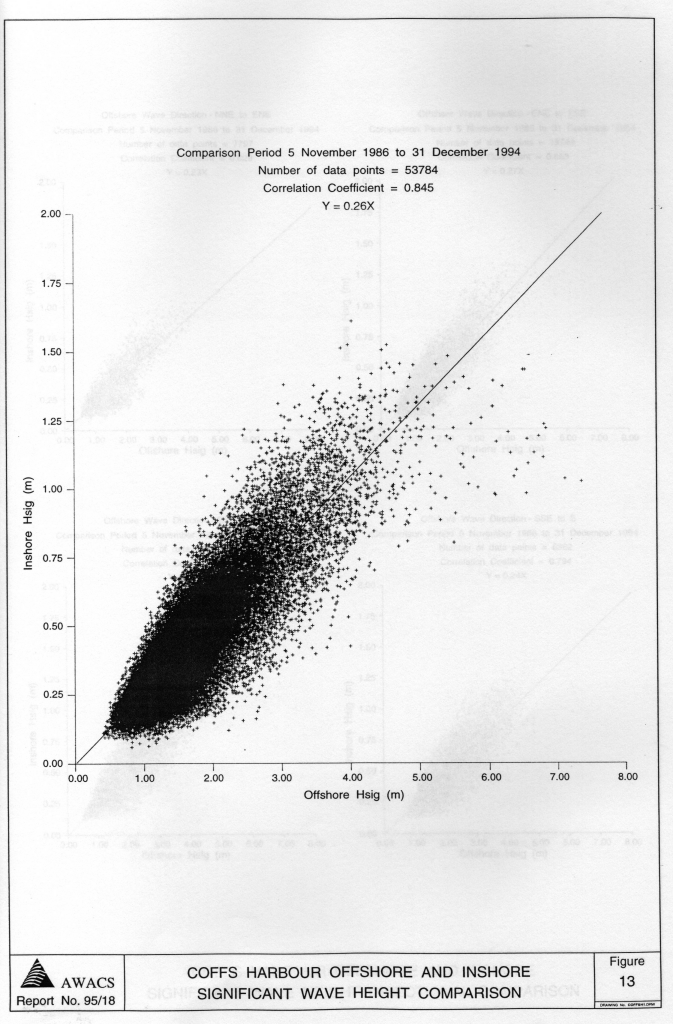 Comparison Period 5 November 1986 to 31 December 1994
Number of data points = 53784
Correlation Coefficient = 0.845
Y = 0.26X
2.00
1.75
1.50
1.25
1.00
0.75
0.50
0.25
0.00
Inshore Hsig (m)
0.00 1.00 2.00 3.00 4.00 5.00 6.00 7.00 8.00
Offshore Hsig (m)
AWACS
Report No. 95/18
COFFS HARBOUR OFFSHORE AND INSHORE
SIGNIFICANT WAVE HEIGHT COMPARISON
Figure
13